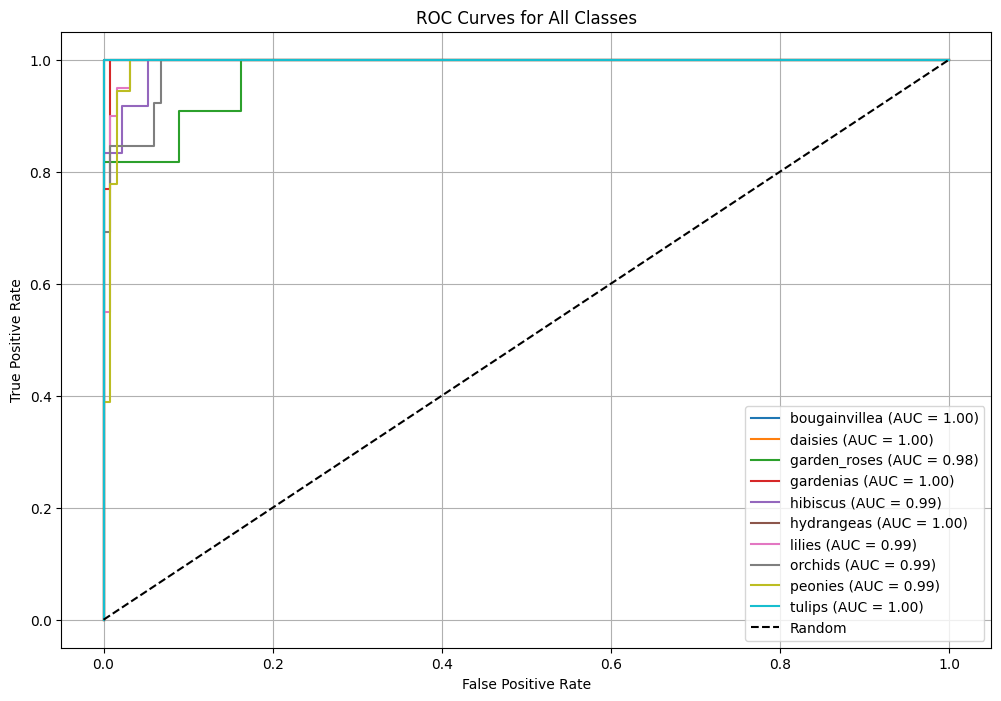 ROC Curves for All Classes
1.0
0.8
0.6
0.4
0.2
0.0
True Positive Rate
0.0 0.2 0.4 0.6 0.8 1.0
False Positive Rate
bougainvillea (AUC = 1.00)
daisies (AUC = 1.00)
garden_roses (AUC = 0.98)
gardenias (AUC = 1.00)
hibiscus (AUC = 0.99)
hydrangeas (AUC = 1.00)
lilies (AUC = 0.99)
orchids (AUC = 0.99)
peonies (AUC = 0.99)
tulips (AUC = 1.00)
Random